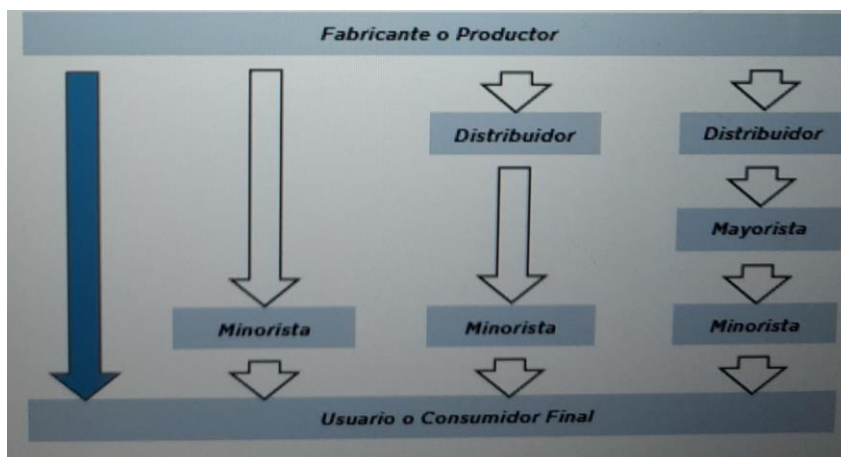 Fabricante o Productor
Distribuidor
Distribuidor
Mayorista
Minorista
Minorista
Minorista
Usuario o Consumidor Final